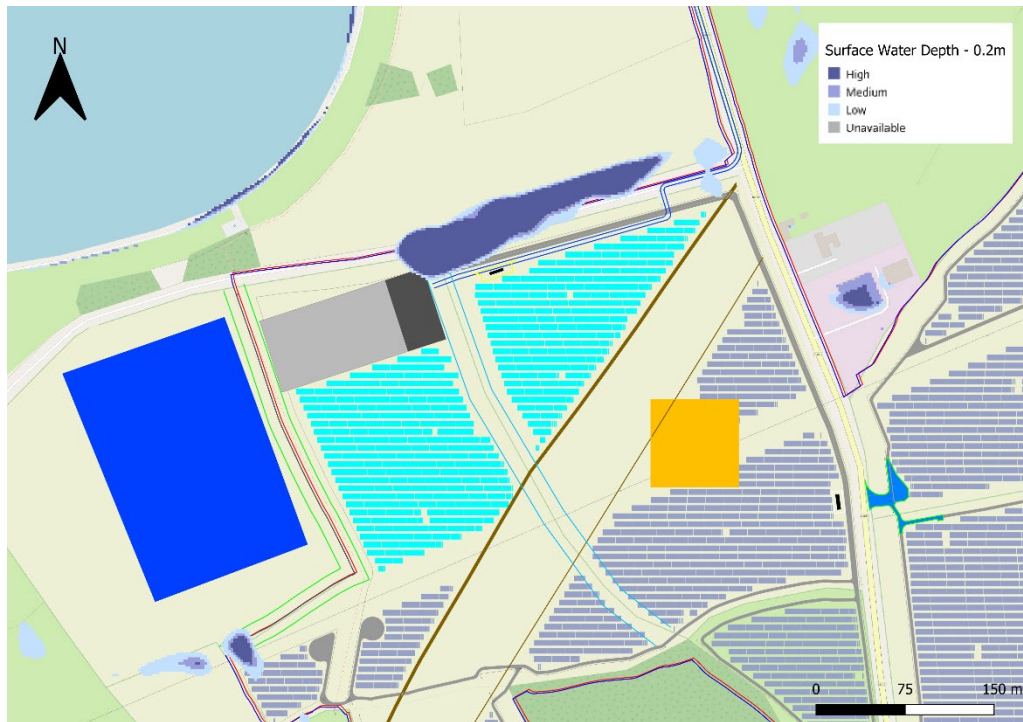 N
Surface Water Depth - 0.2m
High
Medium
Low
Unavailable
0 75 150 m